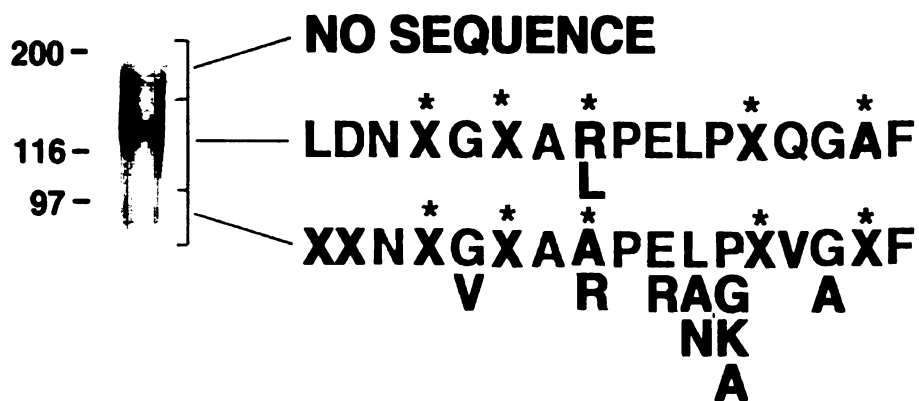 NO SEQUENCE
200 –
* * * * *
LDNXGXARPELPXQGAF
116 –
L
97 –
* * * * *
XXNXGXAAPELPXVGXF
V R RAG A
NK
A